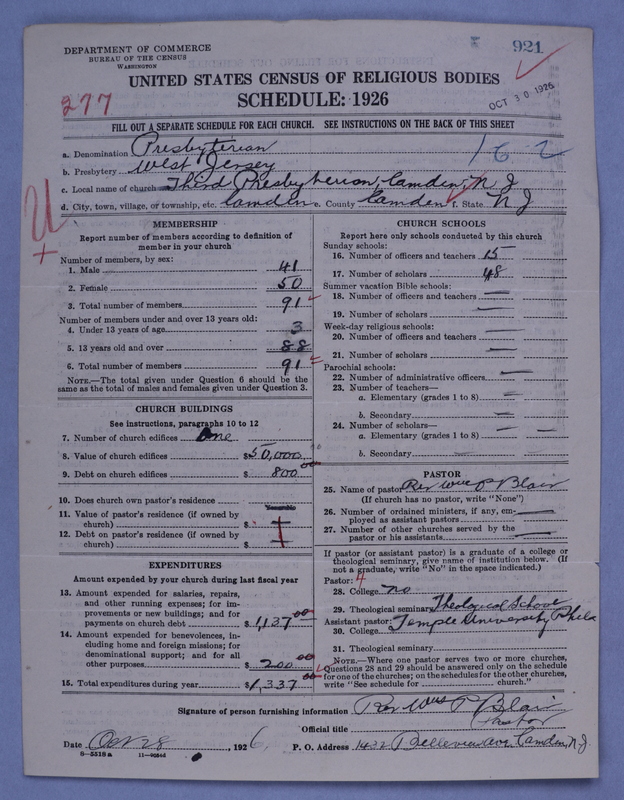 DEPARTMENT OF COMMERCE
BUREAU OF THE CENSUS
WASHINGTON
921
UNITED STATES CENSUS OF RELIGIOUS BODIES
277
SCHEDULE: 1926
OCT 30 1926
FILL OUT A SEPARATE SCHEDULE FOR EACH CHURCH. SEE INSTRUCTIONS ON THE BACK OF THIS SHEET
a. Denomination Presbyterian
162
b. Presbytery West Jersey
c. Local name of church Third Presbyterian, Camden, N J
d. City, town, village, or township, etc. Camden e. County Camden f. State N J
MEMBERSHIP
Report number of members according to definition of
member in your church
Number of members, by sex:
1. Male 41
2. Female 50
3. Total number of members 91
Number of members under and over 13 years old:
4. Under 13 years of age 3
5. 13 years old and over 88
6. Total number of members 91
NOTE.—The total given under Question 6 should be the
same as the total of males and females given under Question 3.
CHURCH BUILDINGS
See instructions, paragraphs 10 to 12
7. Number of church edifices One
8. Value of church edifices $50,000
9. Debt on church edifices $ 800 00
10. Does church own pastor's residence
11. Value of pastor's residence (if owned by
church) $
12. Debt on pastor's residence (if owned by
church) $
EXPENDITURES
Amount expended by your church during last fiscal year
13. Amount expended for salaries, repairs,
and other running expenses; for im-
provements or new buildings; and for
payments on church debt $ 1,137 00
14. Amount expended for benevolences, in-
cluding home and foreign missions; for
denominational support; and for all
other purposes $ 200 00
15. Total expenditures during year $1,337 00
CHURCH SCHOOLS
Report here only schools conducted by this church
Sunday schools:
16. Number of officers and teachers 15
17. Number of scholars 48
Summer vacation Bible schools:
18. Number of officers and teachers —
19. Number of scholars —
Week-day religious schools:
20. Number of officers and teachers —
21. Number of scholars —
Parochial schools:
22. Number of administrative officers —
23. Number of teachers—
a. Elementary (grades 1 to 8) —
b. Secondary —
24. Number of scholars—
a. Elementary (grades 1 to 8) —
b. Secondary —
PASTOR
25. Name of pastor Rev Wm P Blair
(If church has no pastor, write "None")
26. Number of ordained ministers, if any, em-
ployed as assistant pastors —
27. Number of other churches served by the
pastor or his assistants —
If pastor (or assistant pastor) is a graduate of a college or
theological seminary, give name of institution below. (If
not a graduate, write "No" in the space indicated.)
Pastor: 4
28. College no
29. Theological seminary Theological School
Assistant pastor:
30. College Temple University Phila
31. Theological seminary
NOTE.—Where one pastor serves two or more churches,
Questions 28 and 29 should be answered only on the schedule
for one of the churches; on the schedules for the other churches,
write "See schedule for church."
Signature of person furnishing information Rev Wm P Blair
Official title Pastor
Date Oct 28, 1926. P. O. Address 1432 Bellevieu ave Camden, N.J.
8—5518a